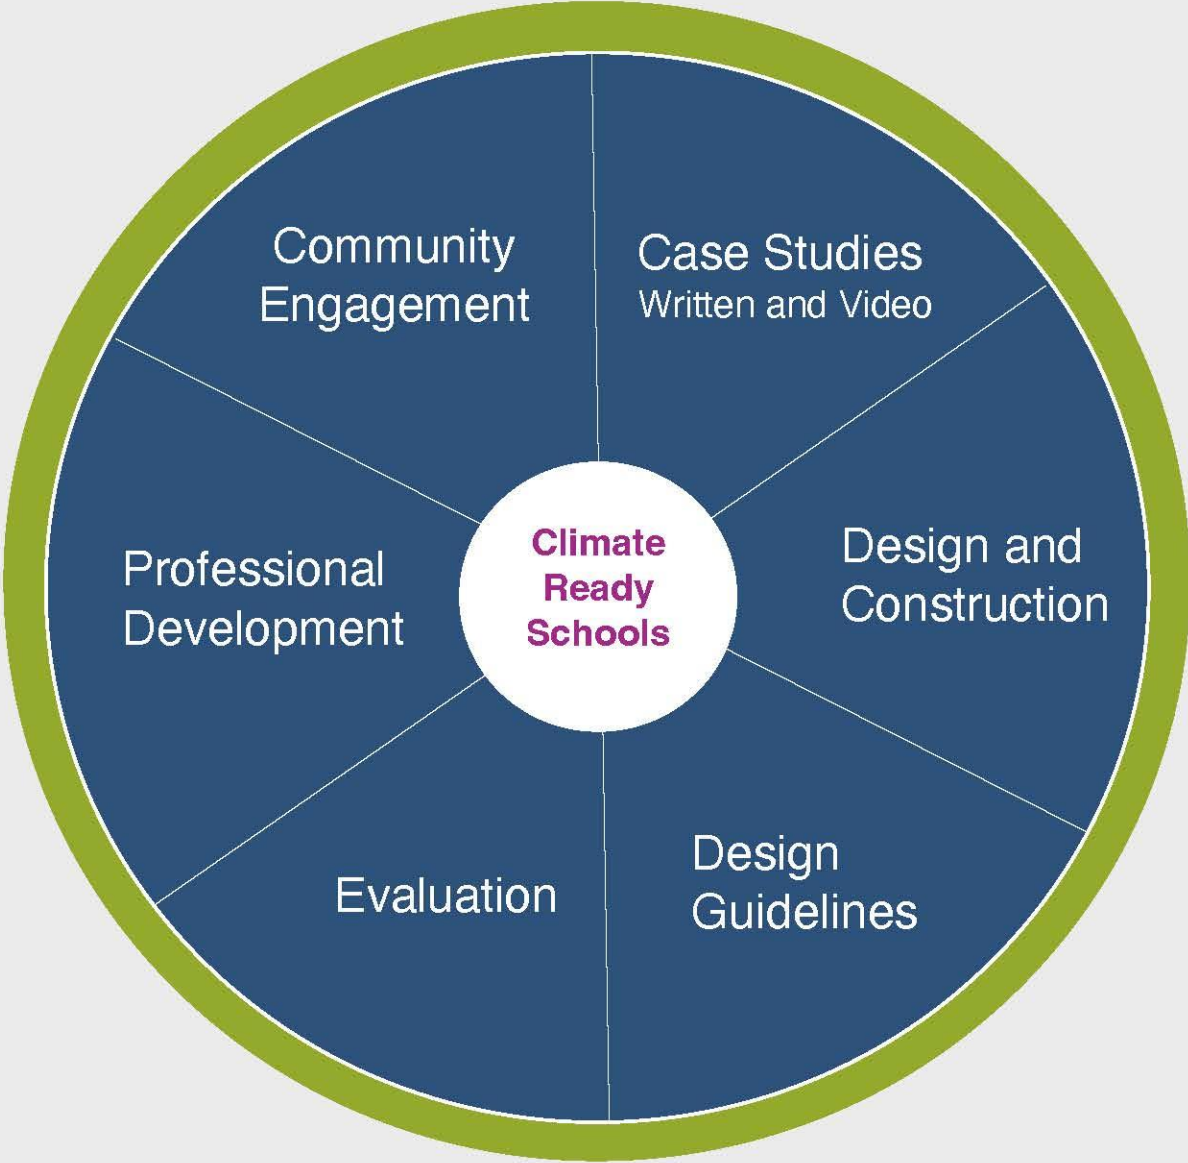 Community
Engagement
Case Studies
Written and Video
Professional
Development
Climate
Ready
Schools
Design and
Construction
Evaluation
Design
Guidelines